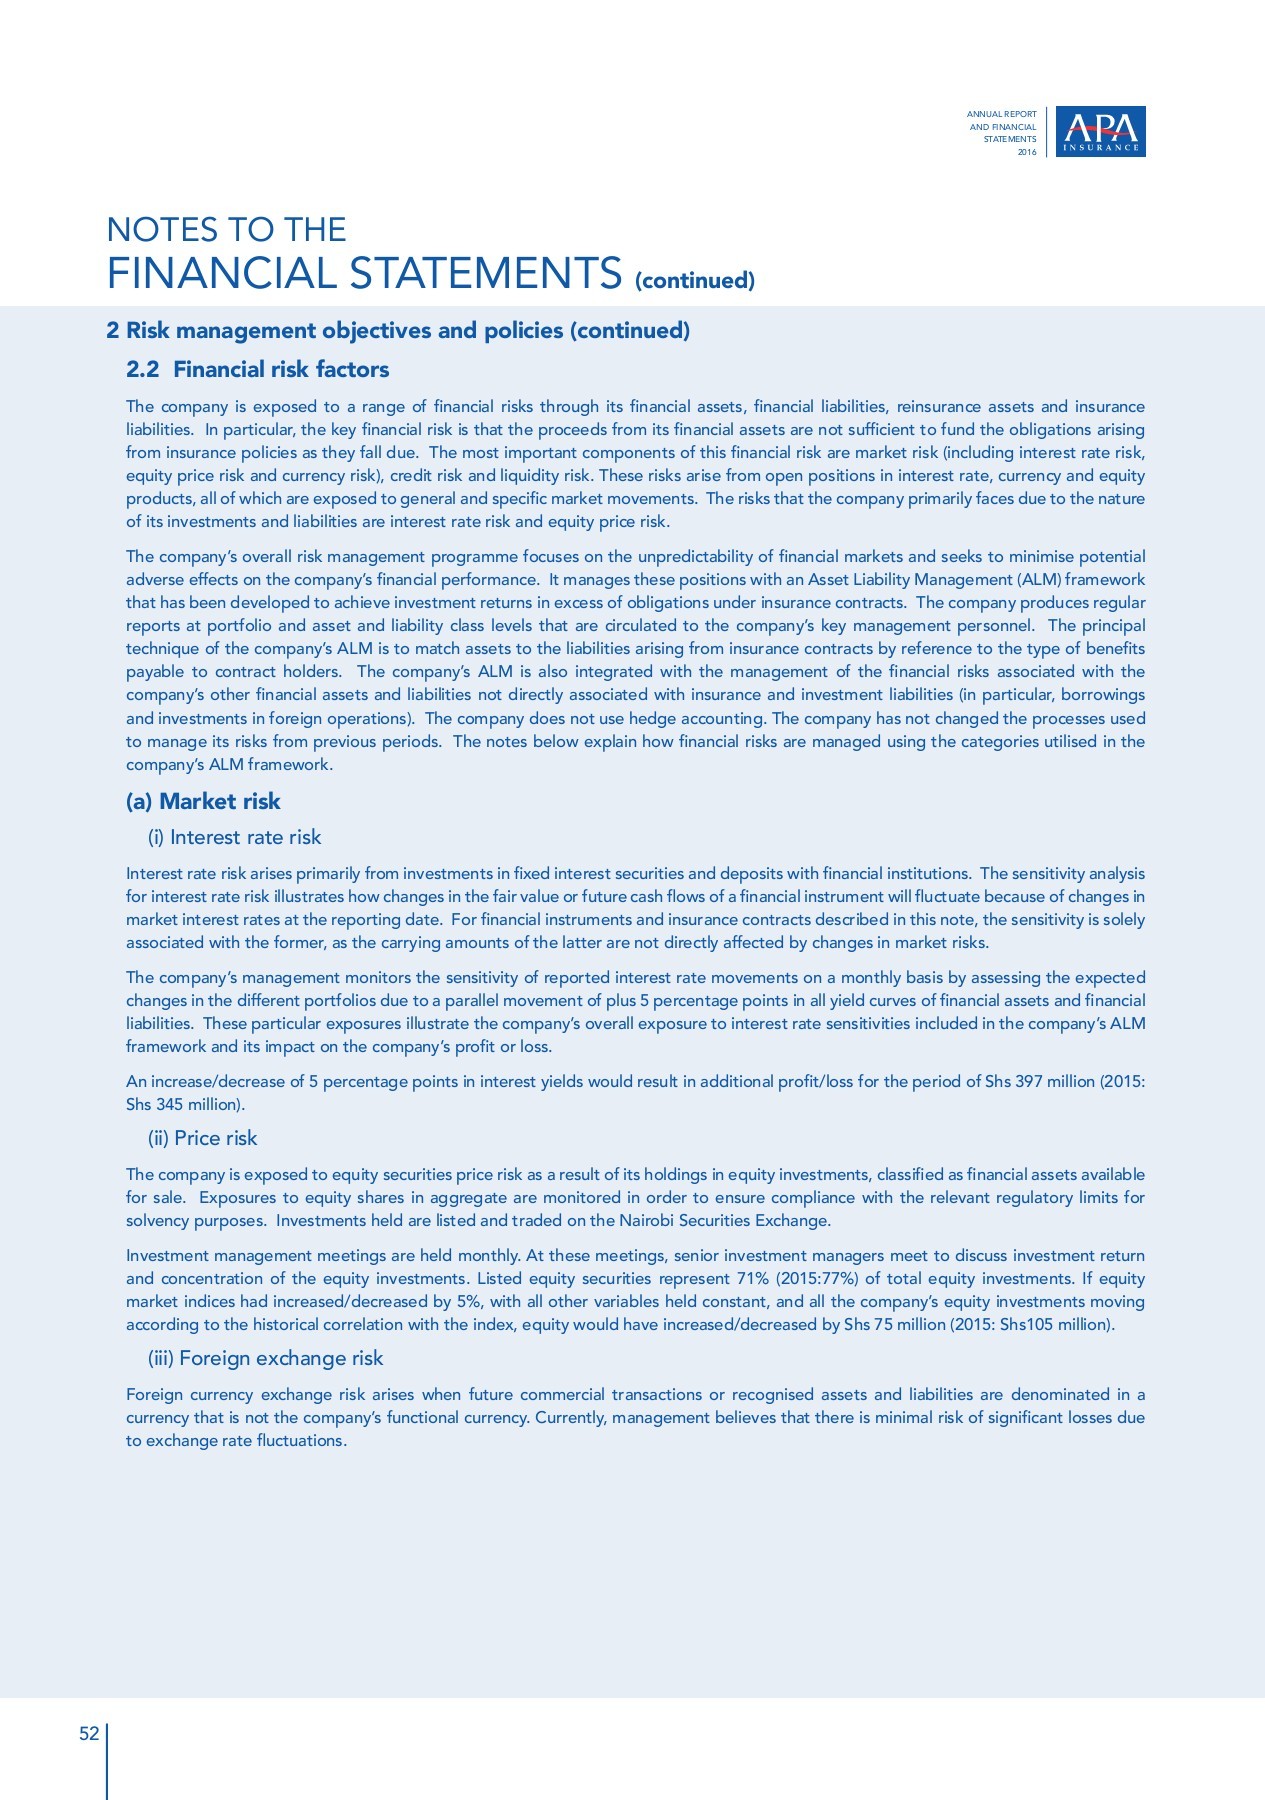 ANNUAL REPORT
AND FINANCIAL
STATEMENTS
2016
APA
INSURANCE
NOTES TO THE
FINANCIAL STATEMENTS (continued)
2 Risk management objectives and policies (continued)
2.2 Financial risk factors
The company is exposed to a range of financial risks through its financial assets, financial liabilities, reinsurance assets and insurance
liabilities. In particular, the key financial risk is that the proceeds from its financial assets are not sufficient to fund the obligations arising
from insurance policies as they fall due. The most important components of this financial risk are market risk (including interest rate risk,
equity price risk and currency risk), credit risk and liquidity risk. These risks arise from open positions in interest rate, currency and equity
products, all of which are exposed to general and specific market movements. The risks that the company primarily faces due to the nature
of its investments and liabilities are interest rate risk and equity price risk.
The company's overall risk management programme focuses on the unpredictability of financial markets and seeks to minimise potential
adverse effects on the company's financial performance. It manages these positions with an Asset Liability Management (ALM) framework
that has been developed to achieve investment returns in excess of obligations under insurance contracts. The company produces regular
reports at portfolio and asset and liability class levels that are circulated to the company's key management personnel. The principal
technique of the company's ALM is to match assets to the liabilities arising from insurance contracts by reference to the type of benefits
payable to contract holders. The company's ALM is also integrated with the management of the financial risks associated with the
company's other financial assets and liabilities not directly associated with insurance and investment liabilities (in particular, borrowings
and investments in foreign operations). The company does not use hedge accounting. The company has not changed the processes used
to manage its risks from previous periods. The notes below explain how financial risks are managed using the categories utilised in the
company's ALM framework.
(a) Market risk
(i) Interest rate risk
Interest rate risk arises primarily from investments in fixed interest securities and deposits with financial institutions. The sensitivity analysis
for interest rate risk illustrates how changes in the fair value or future cash flows of a financial instrument will fluctuate because of changes in
market interest rates at the reporting date. For financial instruments and insurance contracts described in this note, the sensitivity is solely
associated with the former, as the carrying amounts of the latter are not directly affected by changes in market risks.
The company's management monitors the sensitivity of reported interest rate movements on a monthly basis by assessing the expected
changes in the different portfolios due to a parallel movement of plus 5 percentage points in all yield curves of financial assets and financial
liabilities. These particular exposures illustrate the company's overall exposure to interest rate sensitivities included in the company's ALM
framework and its impact on the company's profit or loss.
An increase/decrease of 5 percentage points in interest yields would result in additional profit/loss for the period of Shs 397 million (2015:
Shs 345 million).
(ii) Price risk
The company is exposed to equity securities price risk as a result of its holdings in equity investments, classified as financial assets available
for sale. Exposures to equity shares in aggregate are monitored in order to ensure compliance with the relevant regulatory limits for
solvency purposes. Investments held are listed and traded on the Nairobi Securities Exchange.
Investment management meetings are held monthly. At these meetings, senior investment managers meet to discuss investment return
and concentration of the equity investments. Listed equity securities represent 71% (2015:77%) of total equity investments. If equity
market indices had increased/decreased by 5%, with all other variables held constant, and all the company's equity investments moving
according to the historical correlation with the index, equity would have increased/decreased by Shs 75 million (2015: Shs105 million).
(iii) Foreign exchange risk
Foreign currency exchange risk arises when future commercial transactions or recognised assets and liabilities are denominated in a
currency that is not the company's functional currency. Currently, management believes that there is minimal risk of significant losses due
to exchange rate fluctuations.
52